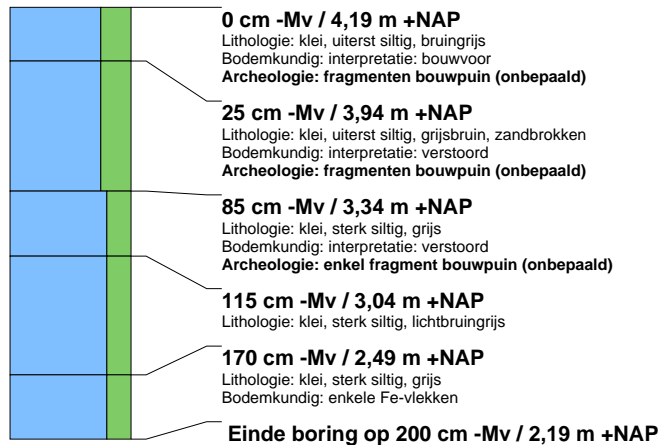 0 cm -Mv / 4,19 m +NAP
Lithologie: klei, uiterst siltig, bruingrijs
Bodemkundig: interpretatie: bouwvoor
Archeologie: fragmenten bouwpuin (onbepaald)
25 cm -Mv / 3,94 m +NAP
Lithologie: klei, uiterst siltig, grijsbruin, zandbrokken
Bodemkundig: interpretatie: verstoord
Archeologie: fragmenten bouwpuin (onbepaald)
85 cm -Mv / 3,34 m +NAP
Lithologie: klei, sterk siltig, grijs
Bodemkundig: interpretatie: verstoord
Archeologie: enkel fragment bouwpuin (onbepaald)
115 cm -Mv / 3,04 m +NAP
Lithologie: klei, sterk siltig, lichtbruingrijs
170 cm -Mv / 2,49 m +NAP
Lithologie: klei, sterk siltig, grijs
Bodemkundig: enkele Fe-vlekken
Einde boring op 200 cm -Mv / 2,19 m +NAP